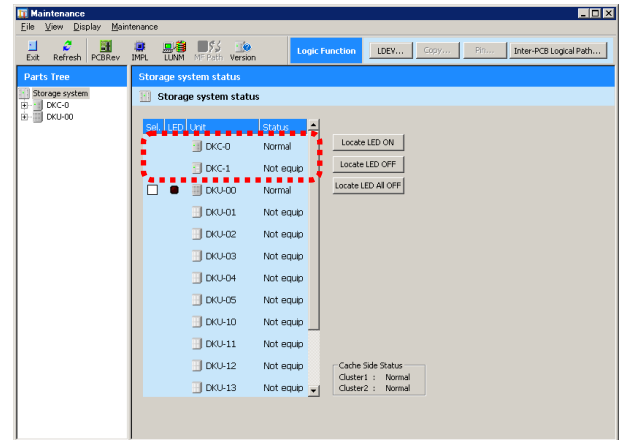 Maintenance
File View Display Maintenance
Exit Refresh PCBRev IMPL LUNM MF Path Version Logic Function LDEV... Copy... Pin... Inter-PCB Logical Path...
Parts Tree
Storage system status
Storage system
DKC-0
DKU-00
Storage system status
Sel. LED Unit Status
DKC-0 Normal
DKC-1 Not equip
DKU-00 Normal
DKU-01 Not equip
DKU-02 Not equip
DKU-03 Not equip
DKU-04 Not equip
DKU-05 Not equip
DKU-10 Not equip
DKU-11 Not equip
DKU-12 Not equip
DKU-13 Not equip
Locate LED ON
Locate LED OFF
Locate LED All OFF
Cache Side Status
Cluster1 : Normal
Cluster2 : Normal